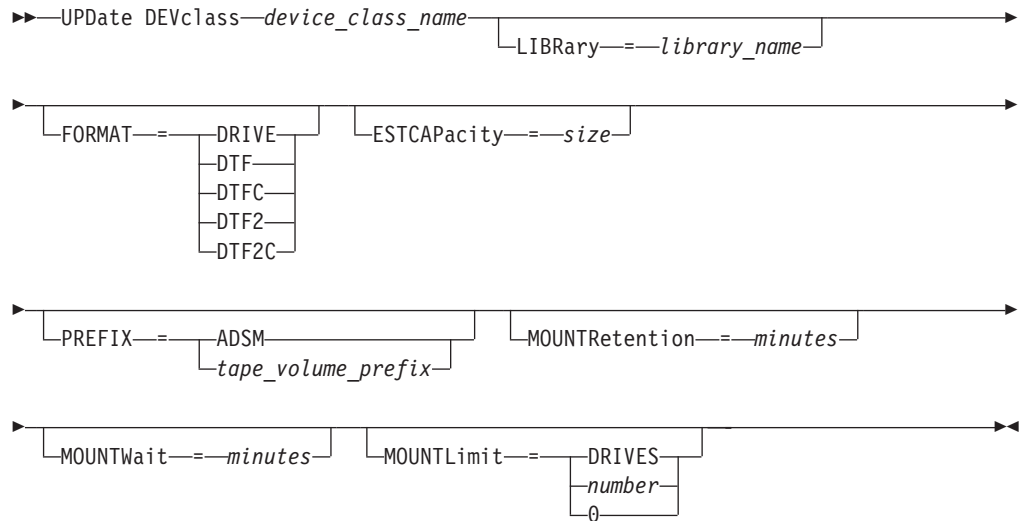 UPDate DEVclass device_class_name
LIBRary = library_name
FORMAT = DRIVE
DTF
DTFC
DTF2
DTF2C
ESTCAPacity = size
PREFIX = ADSM
tape_volume_prefix
MOUNTRetention = minutes
MOUNTWait = minutes
MOUNTLimit = DRIVES
number
0